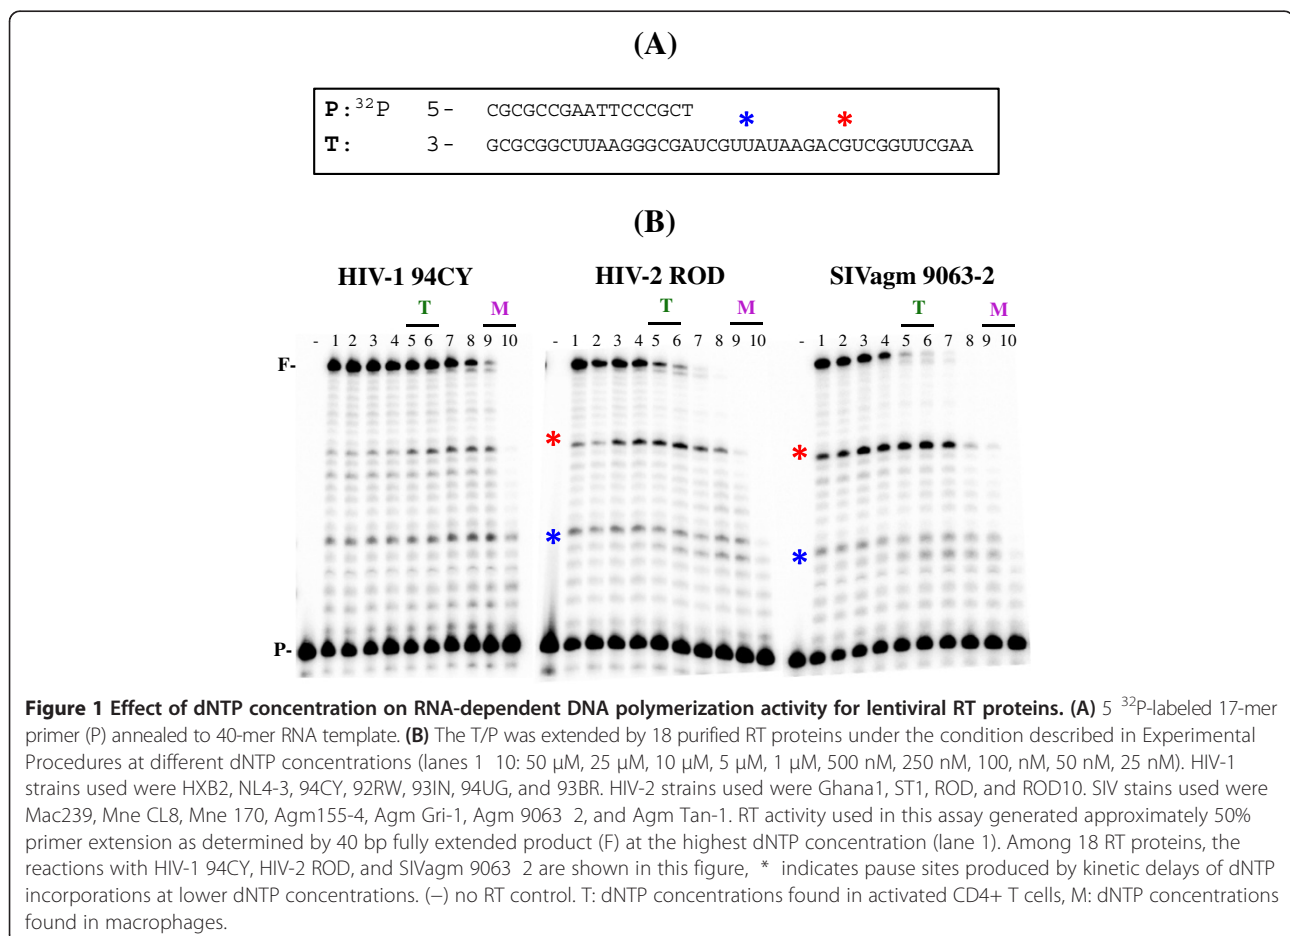 (A)
P: 32P 5- CGCGCCGAATTCCCGCT
* *
T: 3- GCGCGGCUUAAGGGCGAUCGUUAUAAGACGUCGGUUCGAA
(B)
HIV-1 94CY HIV-2 ROD SIVagm 9063-2
T M T M T M
- 1 2 3 4 5 6 7 8 9 10 - 1 2 3 4 5 6 7 8 9 10 - 1 2 3 4 5 6 7 8 9 10
F-
* *
* *
P-
Figure 1 Effect of dNTP concentration on RNA-dependent DNA polymerization activity for lentiviral RT proteins. (A) 5 32P-labeled 17-mer
primer (P) annealed to 40-mer RNA template. (B) The T/P was extended by 18 purified RT proteins under the condition described in Experimental
Procedures at different dNTP concentrations (lanes 1 10: 50 μM, 25 μM, 10 μM, 5 μM, 1 μM, 500 nM, 250 nM, 100, nM, 50 nM, 25 nM). HIV-1
strains used were HXB2, NL4-3, 94CY, 92RW, 93IN, 94UG, and 93BR. HIV-2 strains used were Ghana1, ST1, ROD, and ROD10. SIV stains used were
Mac239, Mne CL8, Mne 170, Agm155-4, Agm Gri-1, Agm 9063 2, and Agm Tan-1. RT activity used in this assay generated approximately 50%
primer extension as determined by 40 bp fully extended product (F) at the highest dNTP concentration (lane 1). Among 18 RT proteins, the
reactions with HIV-1 94CY, HIV-2 ROD, and SIVagm 9063 2 are shown in this figure, * indicates pause sites produced by kinetic delays of dNTP
incorporations at lower dNTP concentrations. (−) no RT control. T: dNTP concentrations found in activated CD4+ T cells, M: dNTP concentrations
found in macrophages.